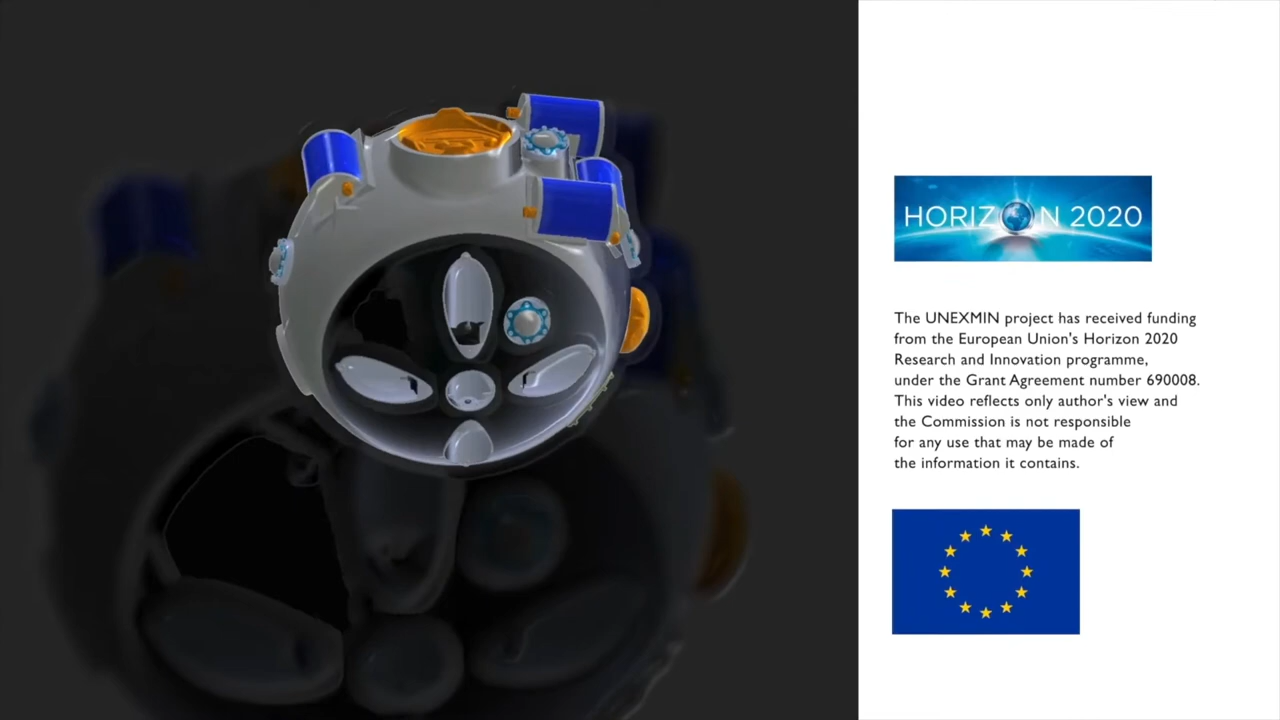 HORIZON 2020
The UNEXMIN project has received funding
from the European Union's Horizon 2020
Research and Innovation programme,
under the Grant Agreement number 690008.
This video reflects only author's view and
the Commission is not responsible
for any use that may be made of
the information it contains.